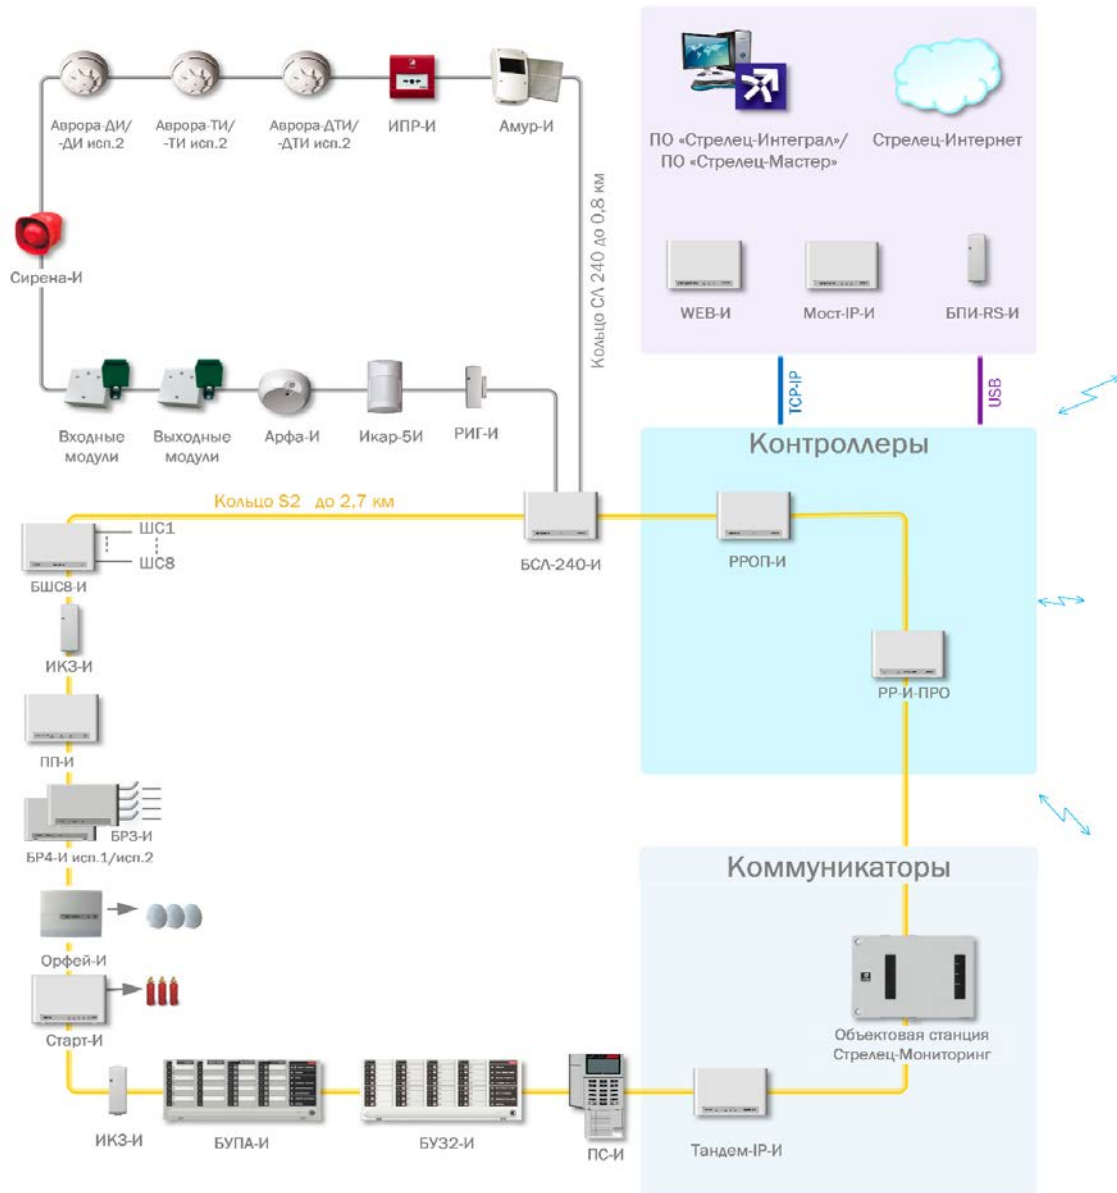 Аврора-ДИ/
-ДИ исп.2
Аврора-ТИ/
-ТИ исп.2
Аврора-ДТИ/
-ДТИ исп.2
ИПР-И
Амур-И
ПО «Стрелец-Интеграл»/
ПО «Стрелец-Мастер»
Стрелец-Интернет
Сирена-И
Кольцо СЛ 240 до 0,8 км
WEB-И
Мост-IP-И
БПИ-RS-И
TCP-IP
USB
Входные
модули
Выходные
модули
Арфа-И
Икар-5И
РИГ-И
Контроллеры
Кольцо S2 до 2,7 км
ШС1
ШС8
БШС8-И
БСЛ-240-И
РРОП-И
ИКЗ-И
РР-И-ПРО
ПП-И
БР3-И
БР4-И исп.1/исп.2
Коммуникаторы
Орфей-И
Старт-И
Объектовая станция
Стрелец-Мониторинг
ИКЗ-И
БУПА-И
БУ32-И
ПС-И
Тандем-IP-И